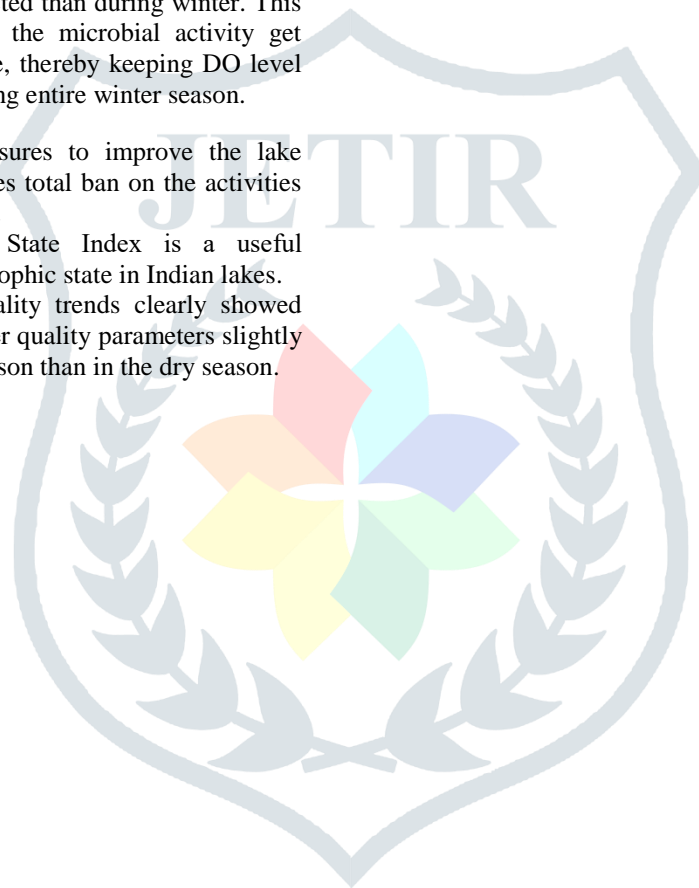 ted than during winter. This
the microbial activity get
e, thereby keeping DO level
ng entire winter season.
sures to improve the lake
es total ban on the activities
JETIR
State Index is a useful
ophic state in Indian lakes.
ality trends clearly showed
er quality parameters slightly
son than in the dry season.